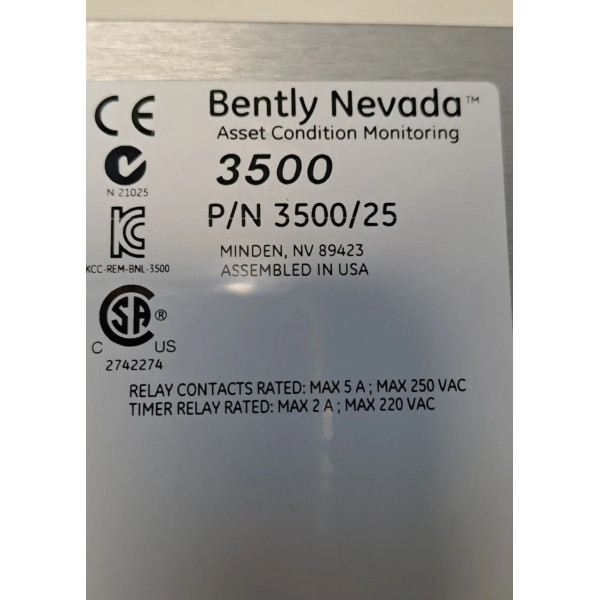 CE
Bently Nevada™
Asset Condition Monitoring
3500
N 21025
P/N 3500/25
KC
KCC-REM-BNL-3500
MINDEN, NV 89423
ASSEMBLED IN USA
SA®
C US
2742274
RELAY CONTACTS RATED: MAX 5 A ; MAX 250 VAC
TIMER RELAY RATED: MAX 2 A ; MAX 220 VAC